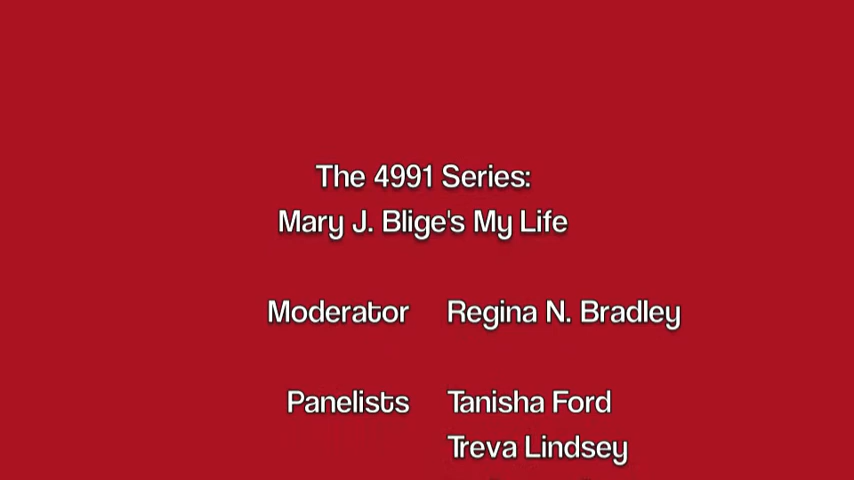 The 4991 Series:
Mary J. Blige's My Life
Moderator Regina N. Bradley
Panelists Tanisha Ford
Treva Lindsey